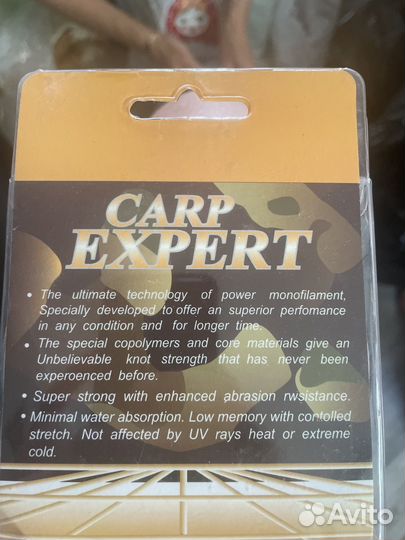 CARP
EXPERT
• The ultimate technology of power monofilament,
Specially developed to offer an superior perfomance
in any condition and for longer time.
• The special copolymers and core materials give an
Unbelievable knot strength that has never been
experoenced before.
• Super strong with enhanced abrasion rwsistance.
• Minimal water absorption. Low memory with contolled
stretch. Not affected by UV rays heat or extreme
cold.
Avito